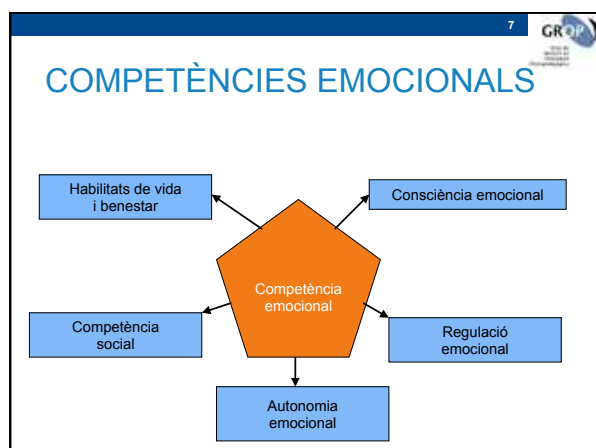 7
GROP
COMPETÈNCIES EMOCIONALS
Habilitats de vida
i benestar
Consciència emocional
Competència
emocional
Competència
social
Regulació
emocional
Autonomia
emocional